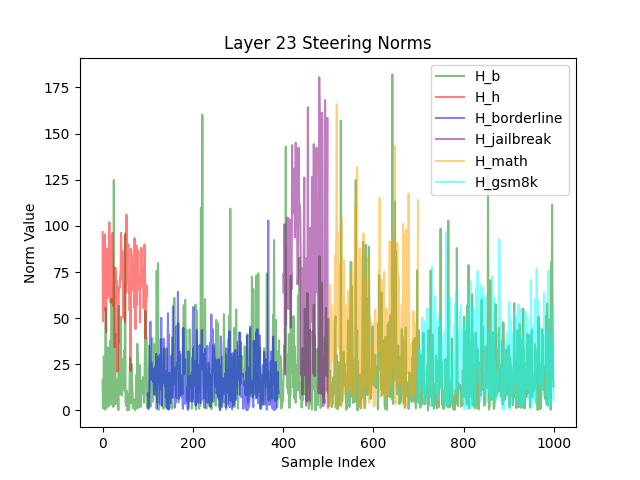 Layer 23 Steering Norms
Norm Value
175
150
125
100
75
50
25
0
H_b
H_h
H_borderline
H_jailbreak
H_math
H_gsm8k
0
200
400
600
800
1000
Sample Index